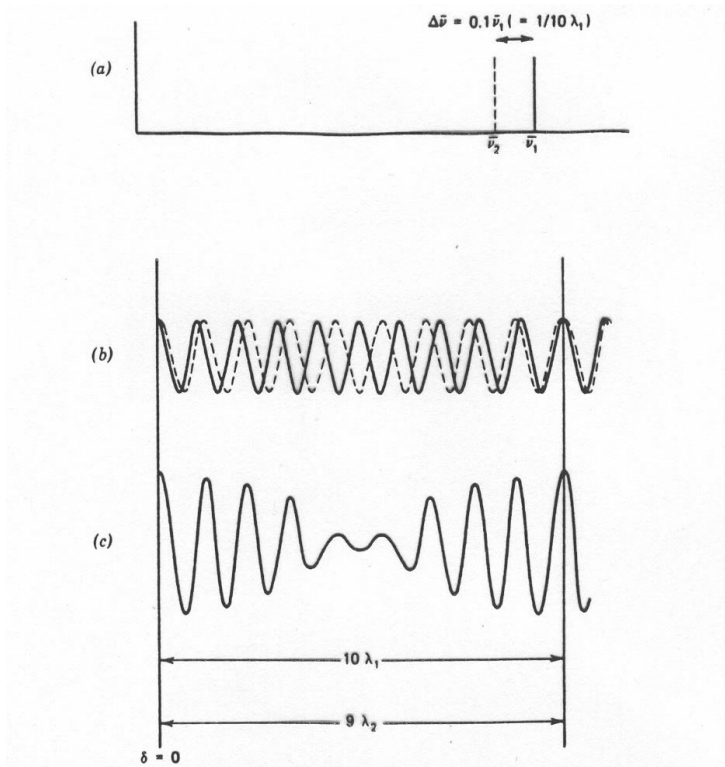 Δν̄ = 0.1ν̄₁ ( = 1/10 λ₁)
(a)
ν̄₂ ν̄₁
(b)
(c)
10 λ₁
9 λ₂
δ = 0